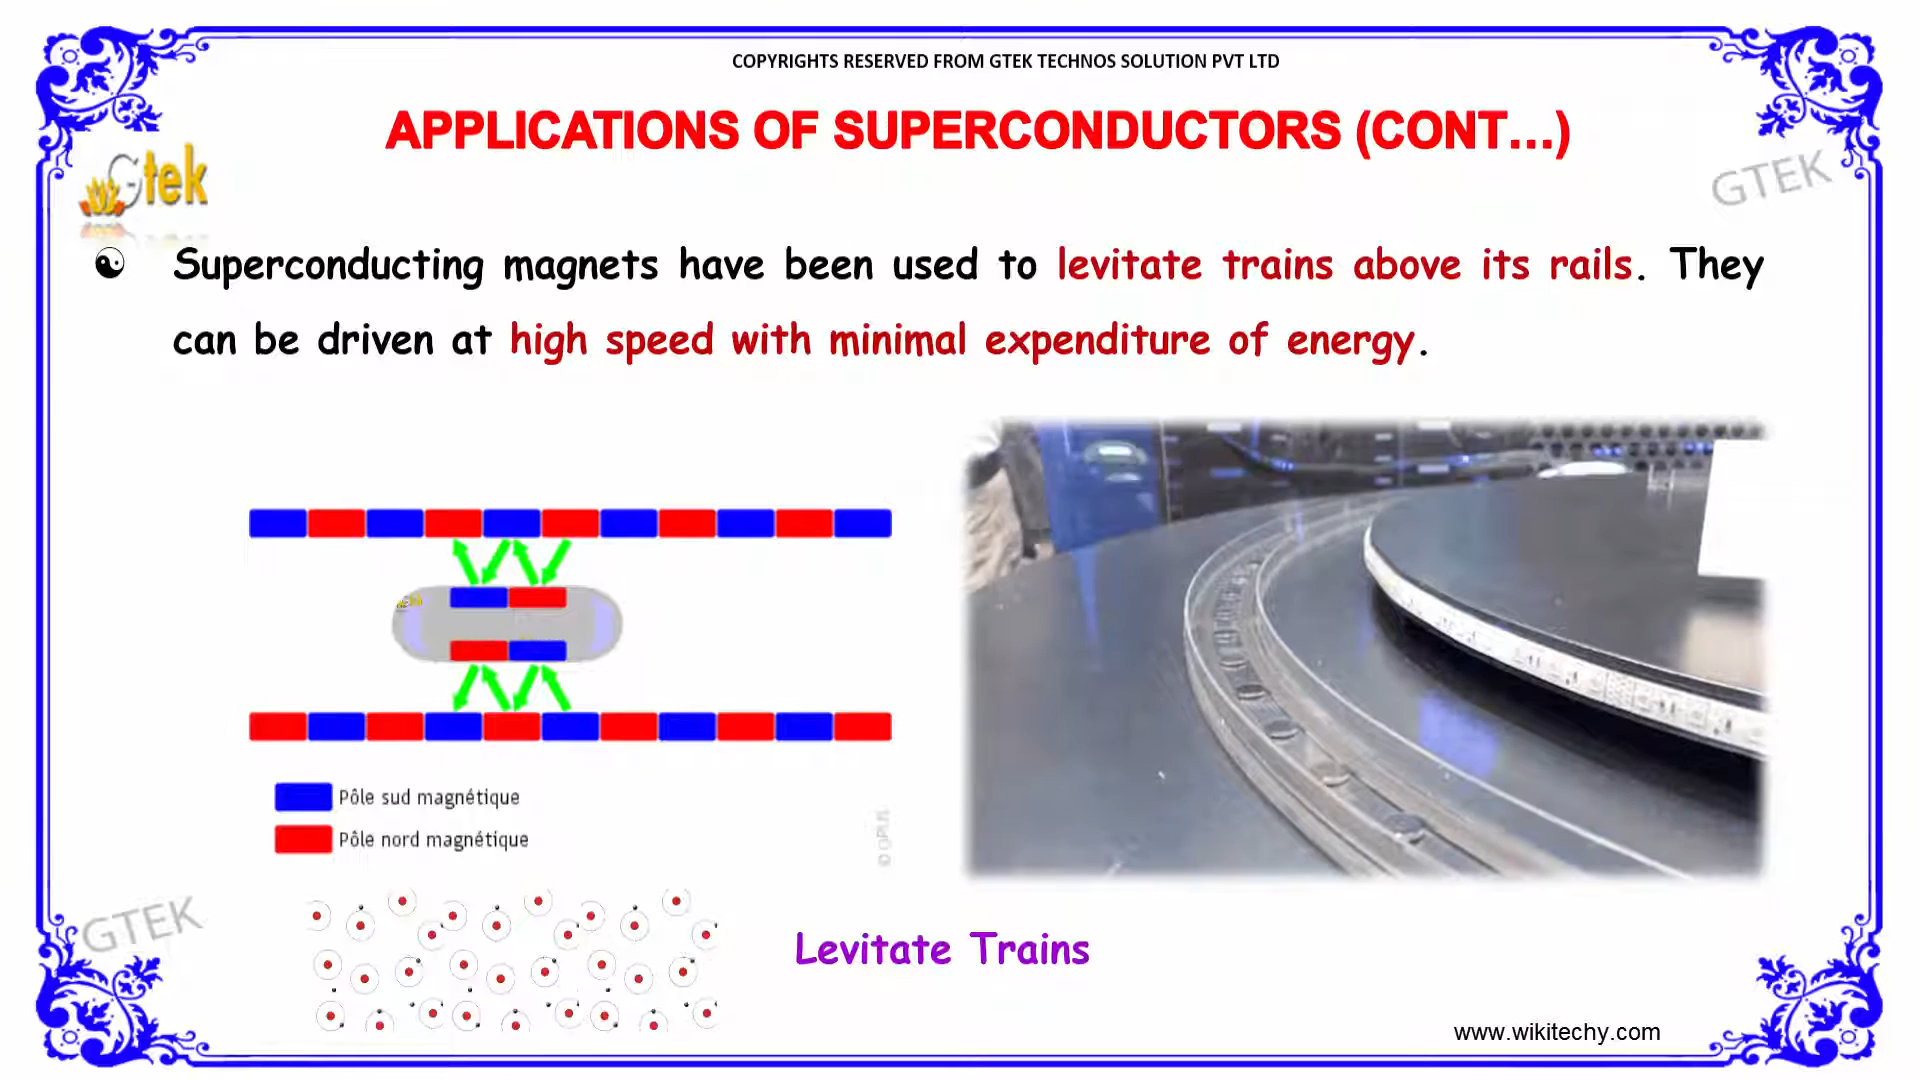 COPYRIGHTS RESERVED FROM GTEK TECHNOS SOLUTION PVT LTD
APPLICATIONS OF SUPERCONDUCTORS (CONT...)
Gtek
GTEK
Superconducting magnets have been used to levitate trains above its rails. They
can be driven at high speed with minimal expenditure of energy.
Pôle sud magnétique
Pôle nord magnétique
© OPUS
GTEK
Levitate Trains
www.wikitechy.com